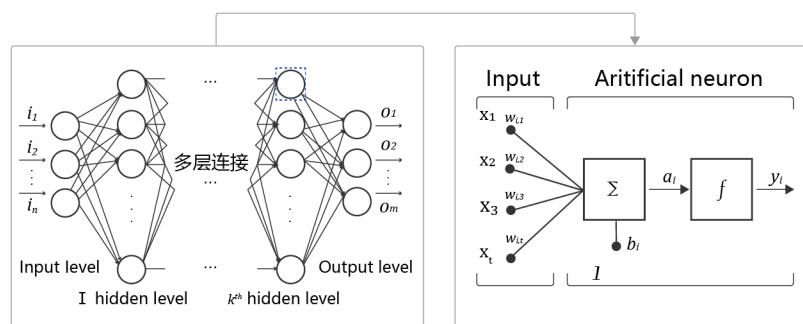 i1
i2
⋮
in
...
多层连接
...
...
o1
o2
⋮
om
Input level
Output level
I hidden level
kth hidden level
Input
Aritificial neuron
x1 wi,1
x2 wi,2
x3 wi,3
xt wi,t
Σ
ai
f
yi
bi
1